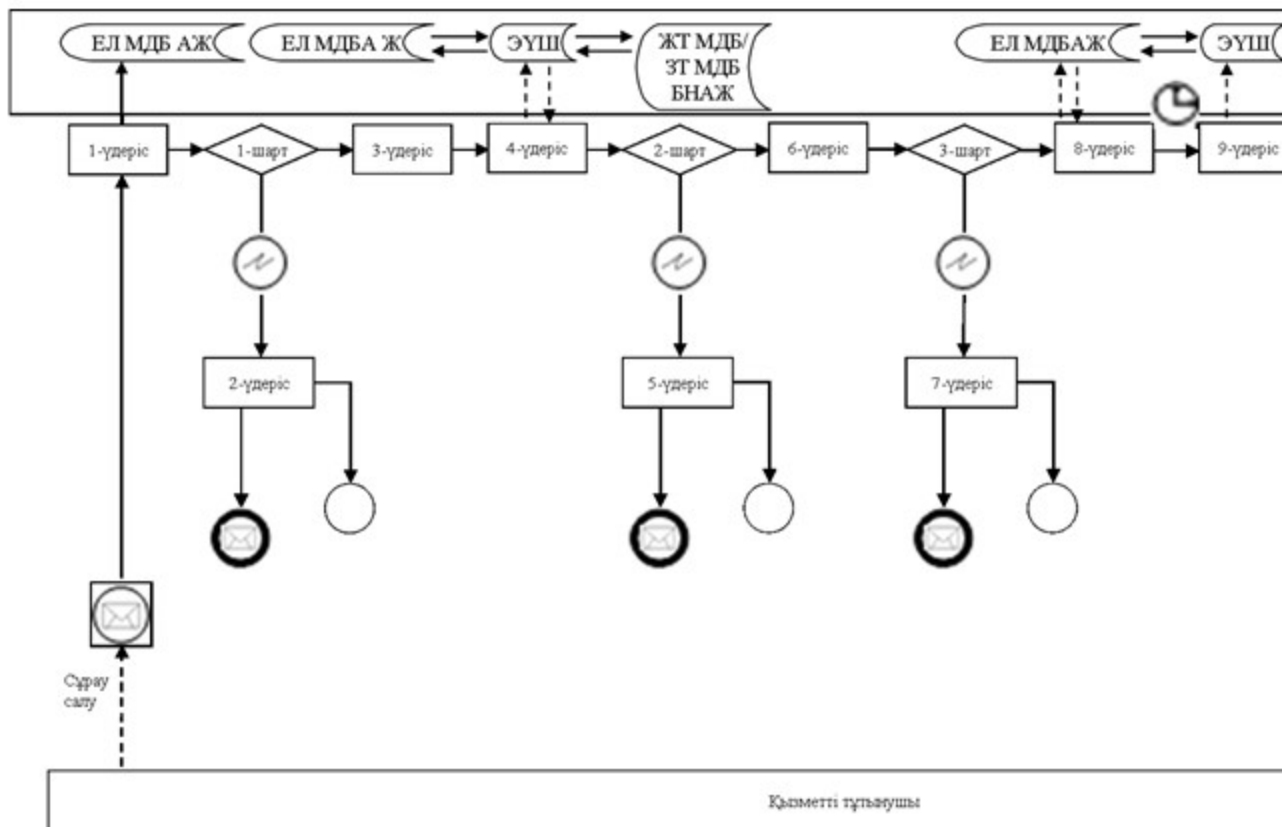 ЕЛ МДБ АЖ
ЕЛ МДБА Ж
ЭҮШ
ЖТ МДБ/
ЗТ МДБ
БНАЖ
ЕЛ МДБАЖ
ЭҮШ
1-үдеріс
1-шарт
3-үдеріс
4-үдеріс
2-шарт
6-үдеріс
3-шарт
8-үдеріс
9-үдеріс
2-үдеріс
5-үдеріс
7-үдеріс
Сұрау
салу
Қызметті тұтынушы